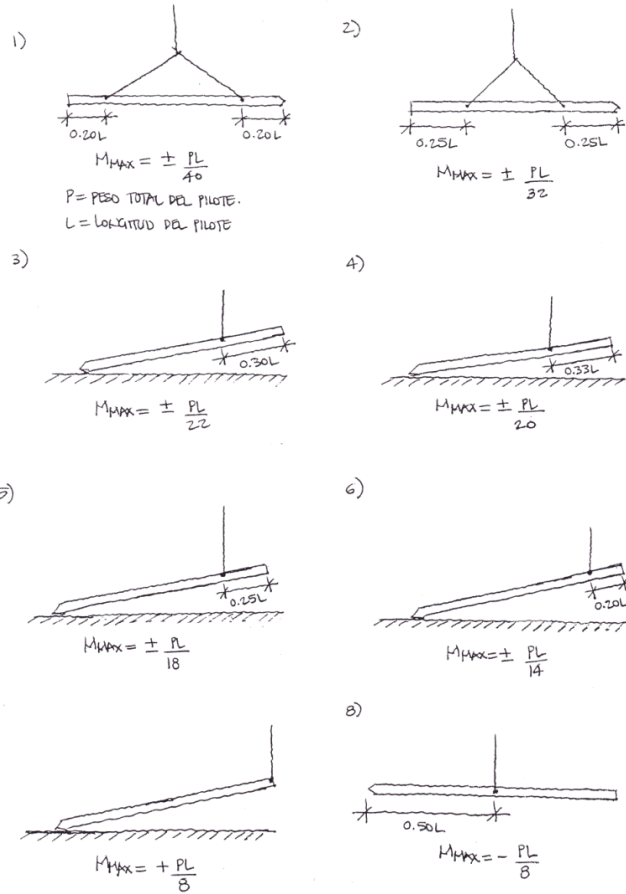 1)
0.20L 0.20L
MMAX = ± PL/40
P = PESO TOTAL DEL PILOTE.
L = LONGITUD DEL PILOTE
2)
0.25L 0.25L
MMAX = ± PL/32
3)
0.30L
MMAX = ± PL/22
4)
0.33L
MMAX = ± PL/20
5)
0.25L
MMAX = ± PL/18
6)
0.20L
MMAX = ± PL/14
MMAX = + PL/8
8)
0.50L
MMAX = - PL/8